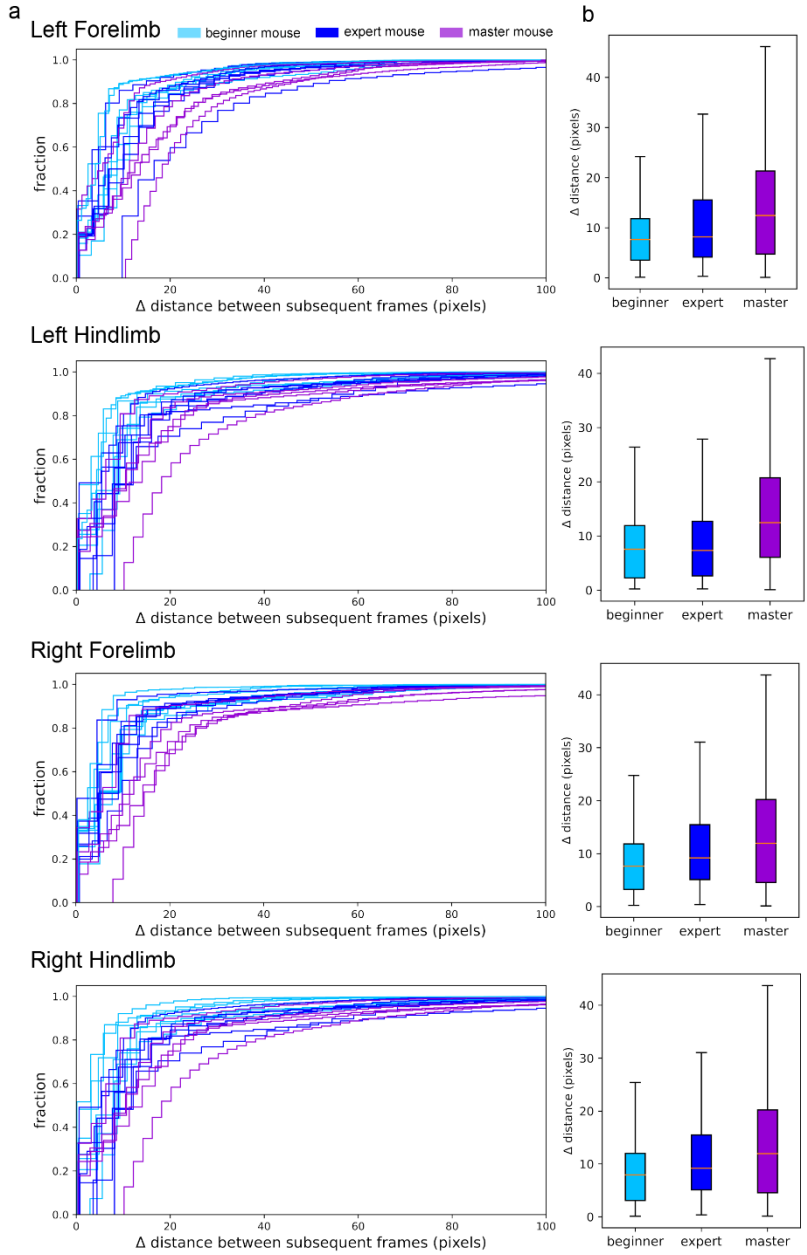 a
b
Left Forelimb
beginner mouse expert mouse master mouse
1.0
0.8
0.6
0.4
0.2
0.0
fraction
0 20 40 60 80 100
Δ distance between subsequent frames (pixels)
40
30
20
10
0
Δ distance (pixels)
beginner expert master
Left Hindlimb
1.0
0.8
0.6
0.4
0.2
0.0
fraction
0 20 40 60 80 100
Δ distance between subsequent frames (pixels)
40
30
20
10
0
Δ distance (pixels)
beginner expert master
Right Forelimb
1.0
0.8
0.6
0.4
0.2
0.0
fraction
0 20 40 60 80 100
Δ distance between subsequent frames (pixels)
40
30
20
10
0
Δ distance (pixels)
beginner expert master
Right Hindlimb
1.0
0.8
0.6
0.4
0.2
0.0
fraction
0 20 40 60 80 100
Δ distance between subsequent frames (pixels)
40
30
20
10
0
Δ distance (pixels)
beginner expert master